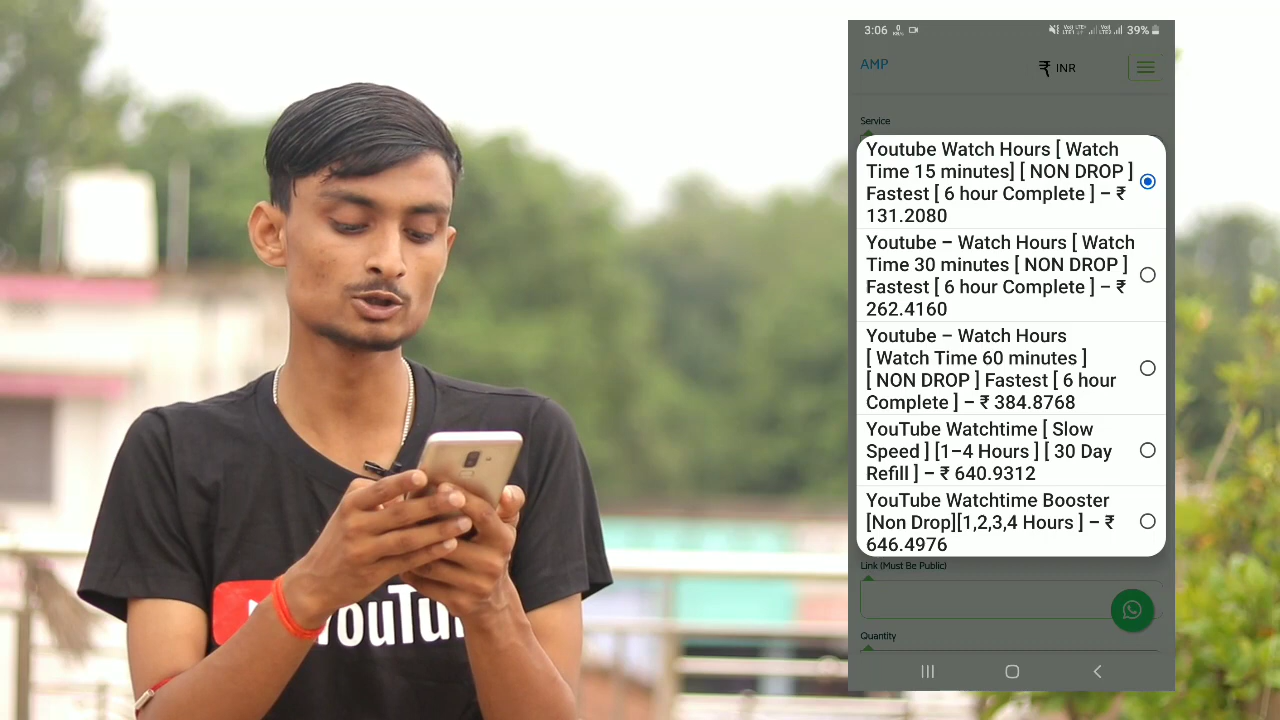 YouTu
3:06
39%
AMP
₹ INR
Service
Youtube Watch Hours [ Watch
Time 15 minutes] [ NON DROP ]
Fastest [ 6 hour Complete ] – ₹
131.2080
Youtube – Watch Hours [ Watch
Time 30 minutes [ NON DROP ]
Fastest [ 6 hour Complete ] – ₹
262.4160
Youtube – Watch Hours
[ Watch Time 60 minutes ]
[ NON DROP ] Fastest [ 6 hour
Complete ] – ₹ 384.8768
YouTube Watchtime [ Slow
Speed ] [1–4 Hours ] [ 30 Day
Refill ] – ₹ 640.9312
YouTube Watchtime Booster
[Non Drop][1,2,3,4 Hours ] – ₹
646.4976
Link (Must Be Public)
Quantity